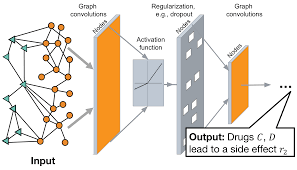 Graph
convolutions
Regularization,
e.g., dropout
Graph
convolutions
Nodes
Activation
function
Nodes
Nodes
Input
...
Output: Drugs C, D
lead to a side effect r₂